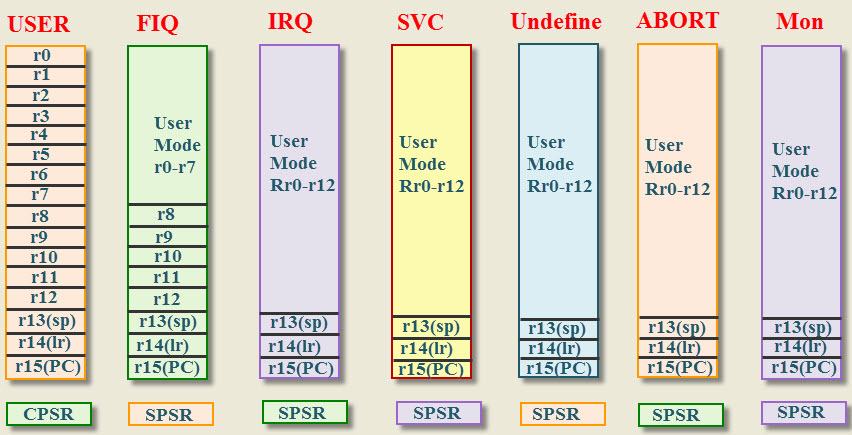 USER
r0
r1
r2
r3
r4
r5
r6
r7
r8
r9
r10
r11
r12
r13(sp)
r14(lr)
r15(PC)
CPSR
FIQ
User
Mode
r0-r7
r8
r9
r10
r11
r12
r13(sp)
r14(lr)
r15(PC)
SPSR
IRQ
User
Mode
Rr0-r12
r13(sp)
r14(lr)
r15(PC)
SPSR
SVC
User
Mode
Rr0-r12
r13(sp)
r14(lr)
r15(PC)
SPSR
Undefine
User
Mode
Rr0-r12
r13(sp)
r14(lr)
r15(PC)
SPSR
ABORT
User
Mode
Rr0-r12
r13(sp)
r14(lr)
r15(PC)
SPSR
Mon
User
Mode
Rr0-r12
r13(sp)
r14(lr)
r15(PC)
SPSR